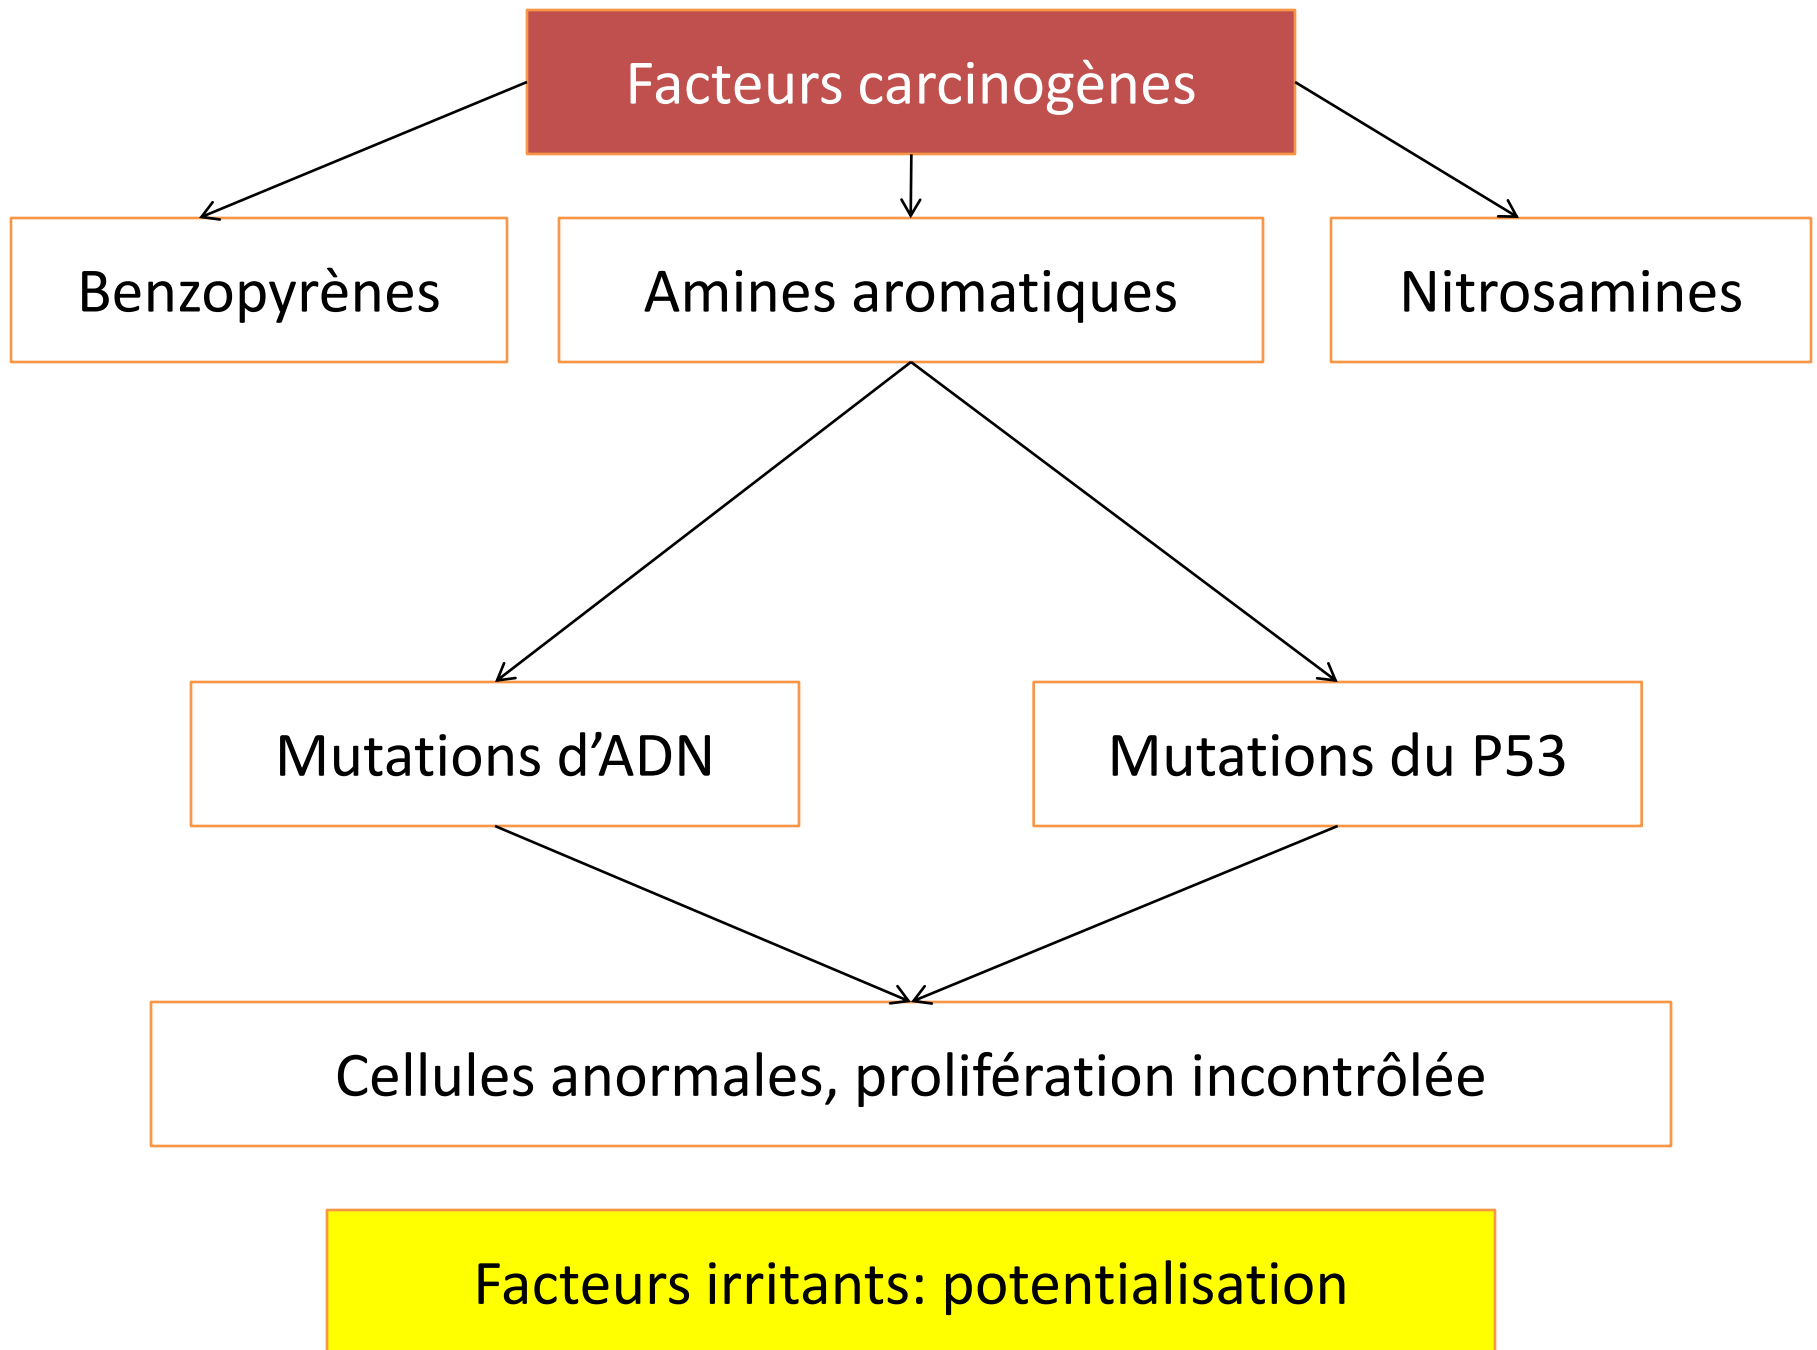 Facteurs carcinogènes
Benzopyrènes
Amines aromatiques
Nitrosamines
Mutations d’ADN
Mutations du P53
Cellules anormales, prolifération incontrôlée
Facteurs irritants: potentialisation